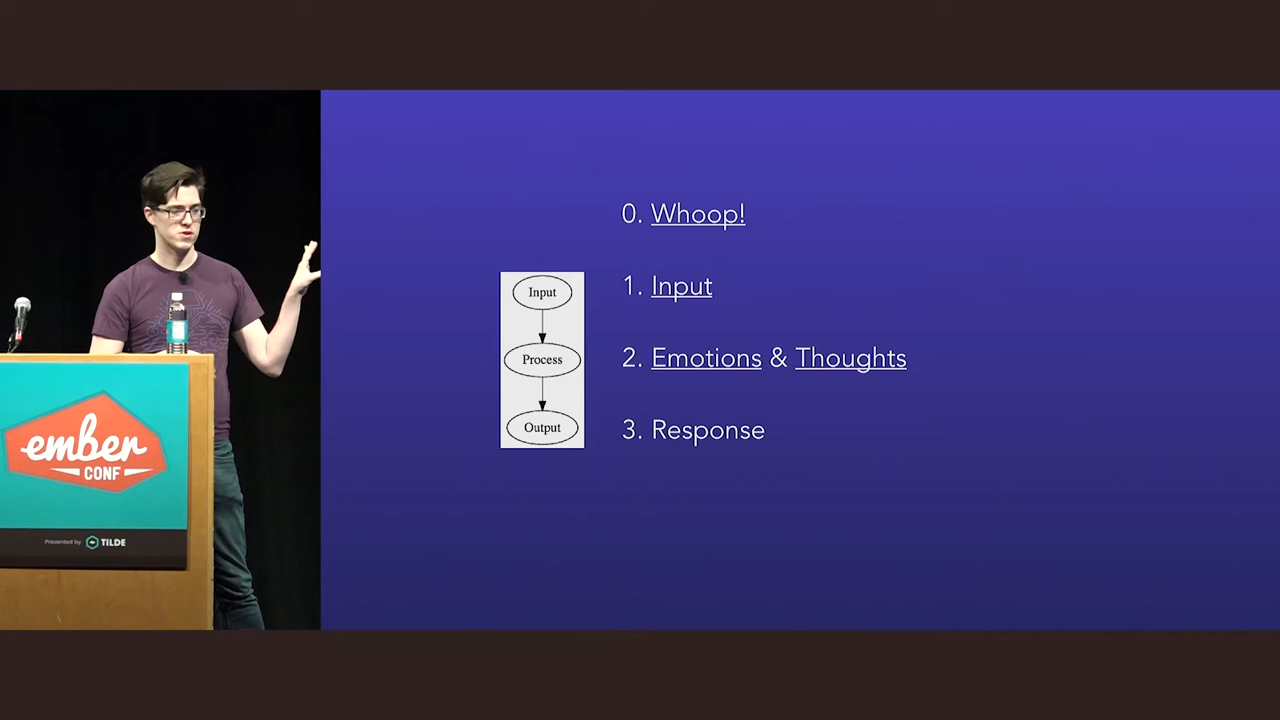 0. Whoop!
1. Input
2. Emotions & Thoughts
3. Response
Input
Process
Output
ember
CONF
Presented by TILDE